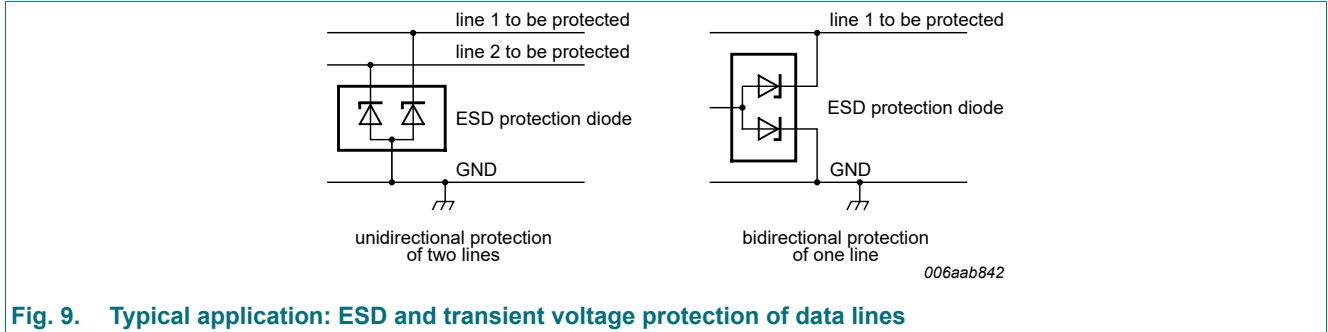 line 1 to be protected
line 2 to be protected
ESD protection diode
GND
unidirectional protection
of two lines
line 1 to be protected
ESD protection diode
GND
bidirectional protection
of one line
006aab842
Fig. 9. Typical application: ESD and transient voltage protection of data lines